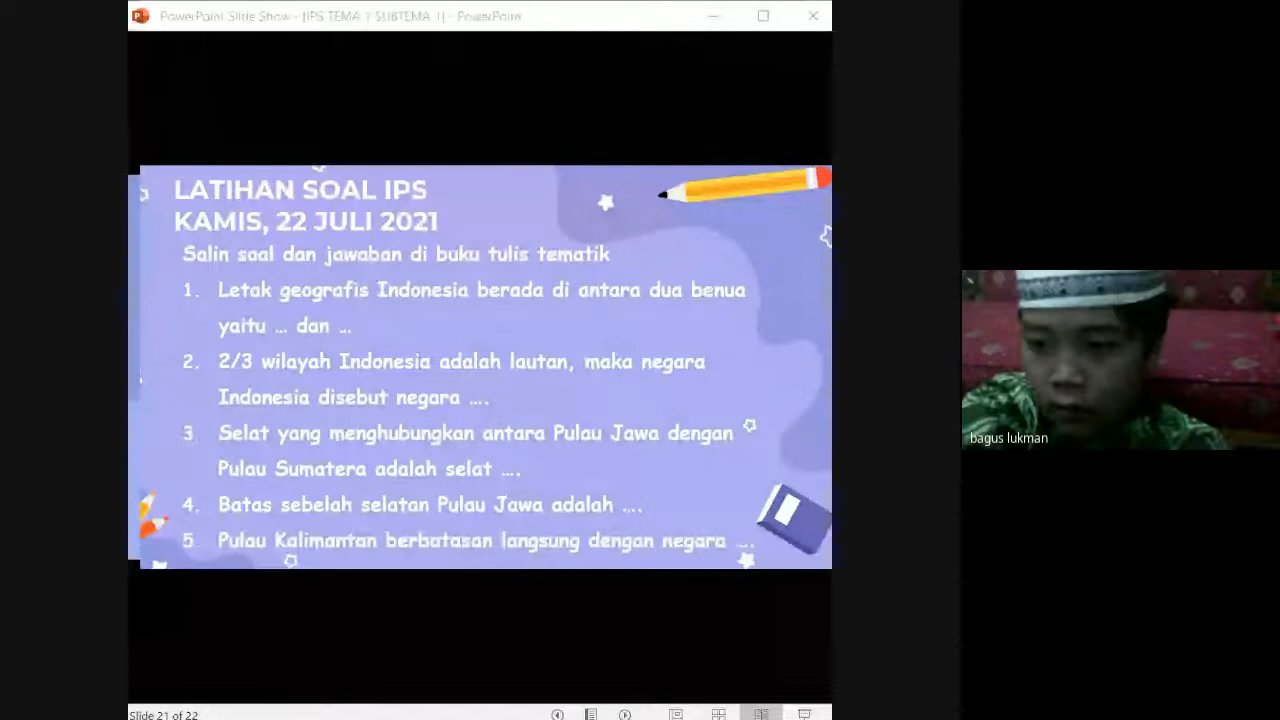 PowerPoint Slide Show - [IPS TEMA 1 SUBTEMA 1] - PowerPoint
LATIHAN SOAL IPS
KAMIS, 22 JULI 2021
Salin soal dan jawaban di buku tulis tematik
1. Letak geografis Indonesia berada di antara dua benua
yaitu ... dan ...
2. 2/3 wilayah Indonesia adalah lautan, maka negara
Indonesia disebut negara ....
3. Selat yang menghubungkan antara Pulau Jawa dengan
Pulau Sumatera adalah selat ....
4. Batas sebelah selatan Pulau Jawa adalah ....
5. Pulau Kalimantan berbatasan langsung dengan negara ....
bagus lukman
Slide 21 of 22